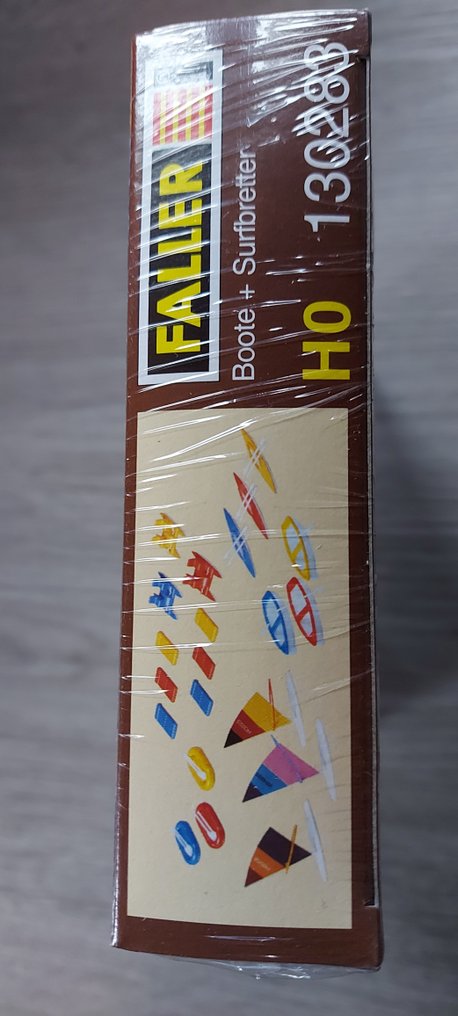 FALLER
Boote + Surfbretter
H0 130283